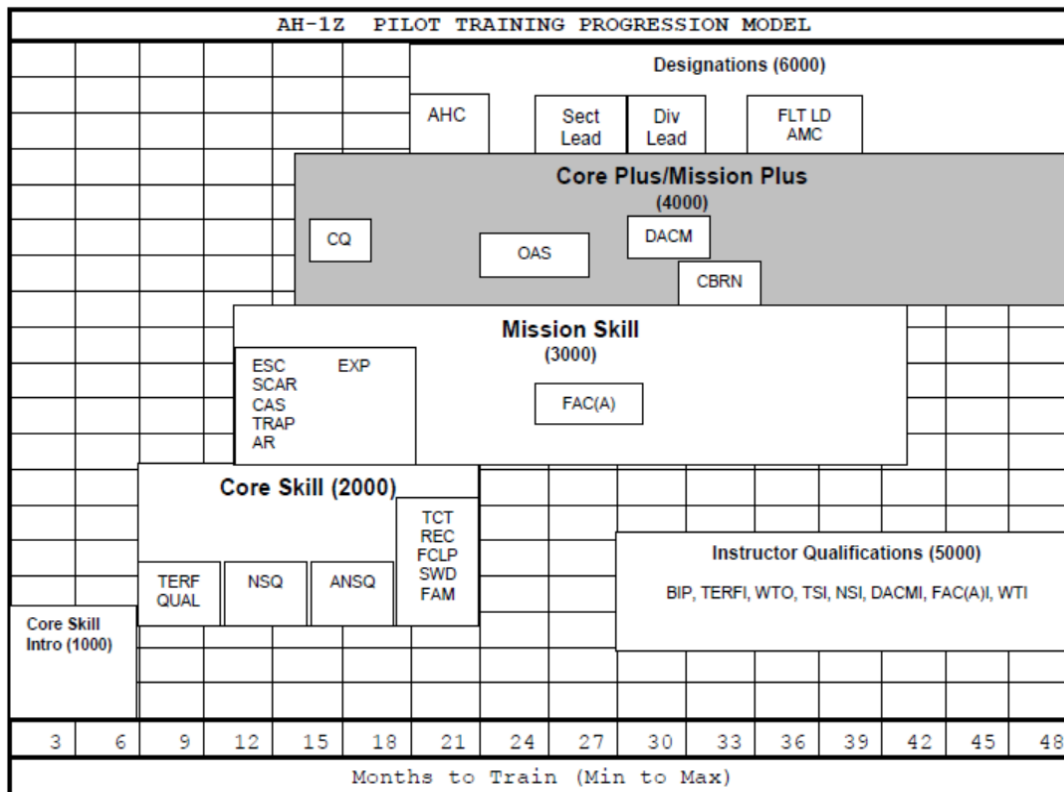 AH-1Z PILOT TRAINING PROGRESSION MODEL
Designations (6000)
AHC
Sect
Lead
Div
Lead
FLT LD
AMC
Core Plus/Mission Plus
(4000)
CQ
OAS
DACM
CBRN
Mission Skill
(3000)
ESC EXP
SCAR
CAS
TRAP
AR
FAC(A)
Core Skill (2000)
TERF
QUAL
NSQ
ANSQ
TCT
REC
FCLP
SWD
FAM
Instructor Qualifications (5000)
BIP, TERFI, WTO, TSI, NSI, DACMI, FAC(A)I, WTI
Core Skill
Intro (1000)
3 6 9 12 15 18 21 24 27 30 33 36 39 42 45 48
Months to Train (Min to Max)